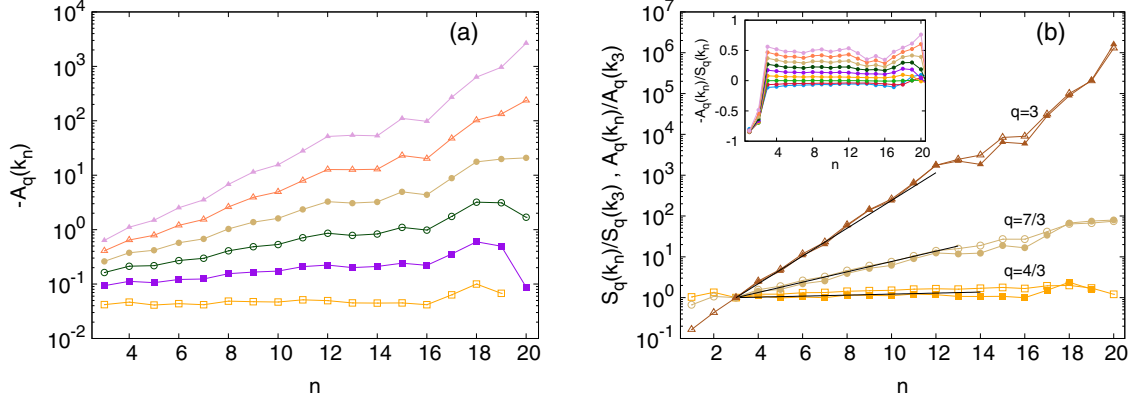 (a)
-A_q(k_n)
10^4
10^3
10^2
10^1
10^0
10^-1
10^-2
4 6 8 10 12 14 16 18 20
n
(b)
S_q(k_n)/S_q(k_3) , A_q(k_n)/A_q(k_3)
10^7
10^6
10^5
10^4
10^3
10^2
10^1
10^0
10^-1
2 4 6 8 10 12 14 16 18 20
n
q=3
q=7/3
q=4/3
-A_q(k_n)/S_q(k_n)
1
0.5
0
-0.5
-1
1 4 8 12 16 20
n